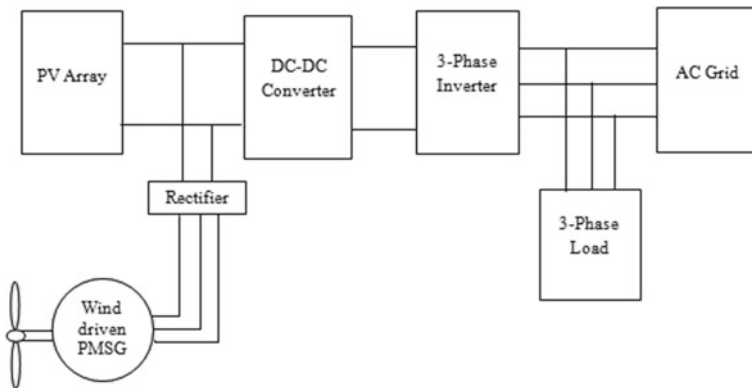 PV Array
DC-DC
Converter
3-Phase
Inverter
AC Grid
Rectifier
3-Phase
Load
Wind
driven
PMSG